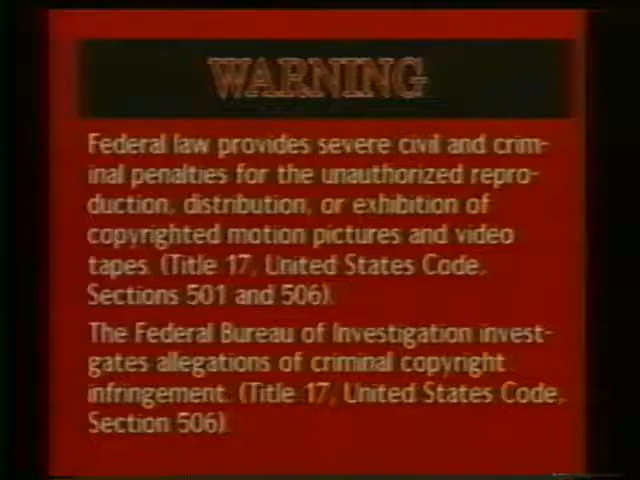 WARNING
Federal law provides severe civil and crim-
inal penalties for the unauthorized repro-
duction, distribution, or exhibition of
copyrighted motion pictures and video
tapes. (Title 17, United States Code,
Sections 501 and 506).
The Federal Bureau of Investigation invest-
gates allegations of criminal copyright
infringement. (Title 17, United States Code,
Section 506).